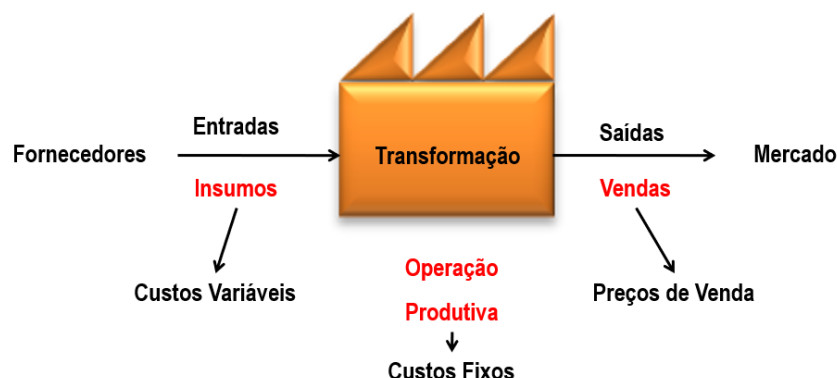 Entradas
Fornecedores
Insumos
Custos Variáveis
Transformação
Operação
Produtiva
Custos Fixos
Saídas
Mercado
Vendas
Preços de Venda